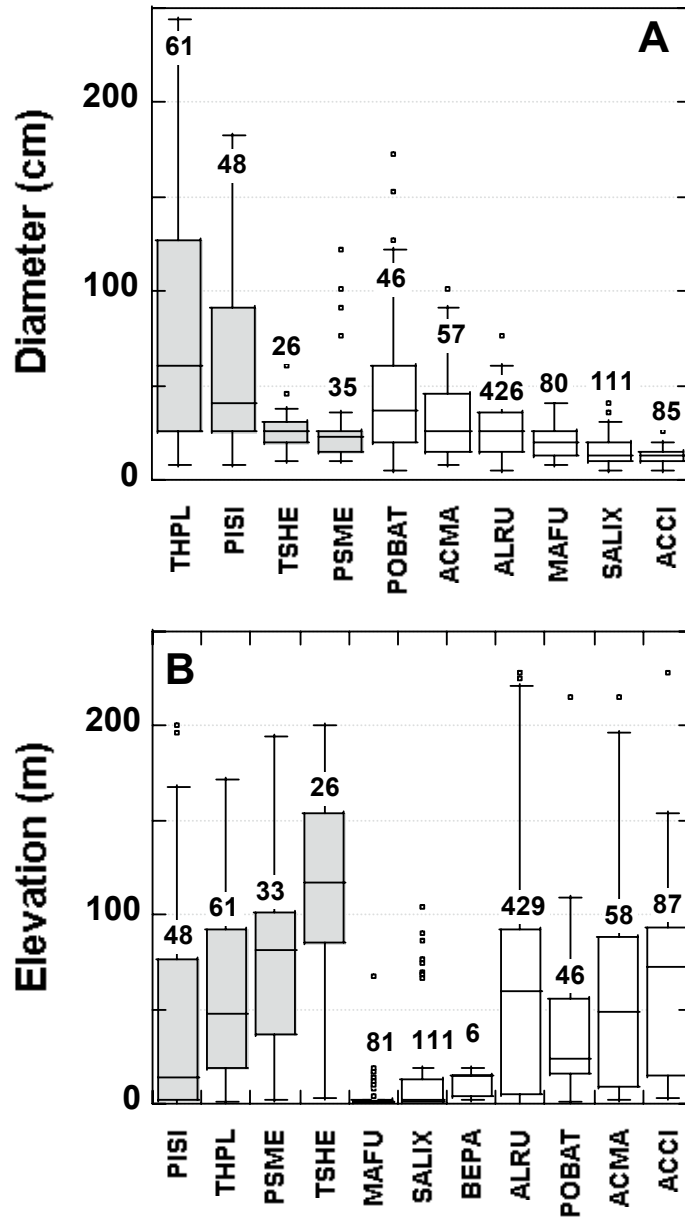 A
Diameter (cm)
200
100
0
61
48
26
35
46
57
426
80
111
85
THPL
PISI
TSHE
PSME
POBAT
ACMA
ALRU
MAFU
SALIX
ACCI
B
Elevation (m)
200
100
0
48
61
33
26
81
111
6
429
46
58
87
PISI
THPL
PSME
TSHE
MAFU
SALIX
BEPA
ALRU
POBAT
ACMA
ACCI